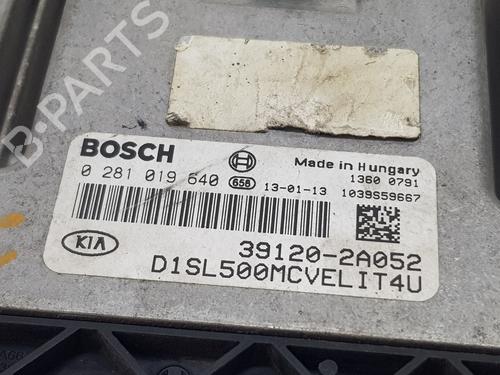 B-PARTS
BOSCH
Made in Hungary
0 281 019 640 656 13-01-13
1360 0791
1039S59667
KIA
39120-2A052
D1SL500MCVELIT4U